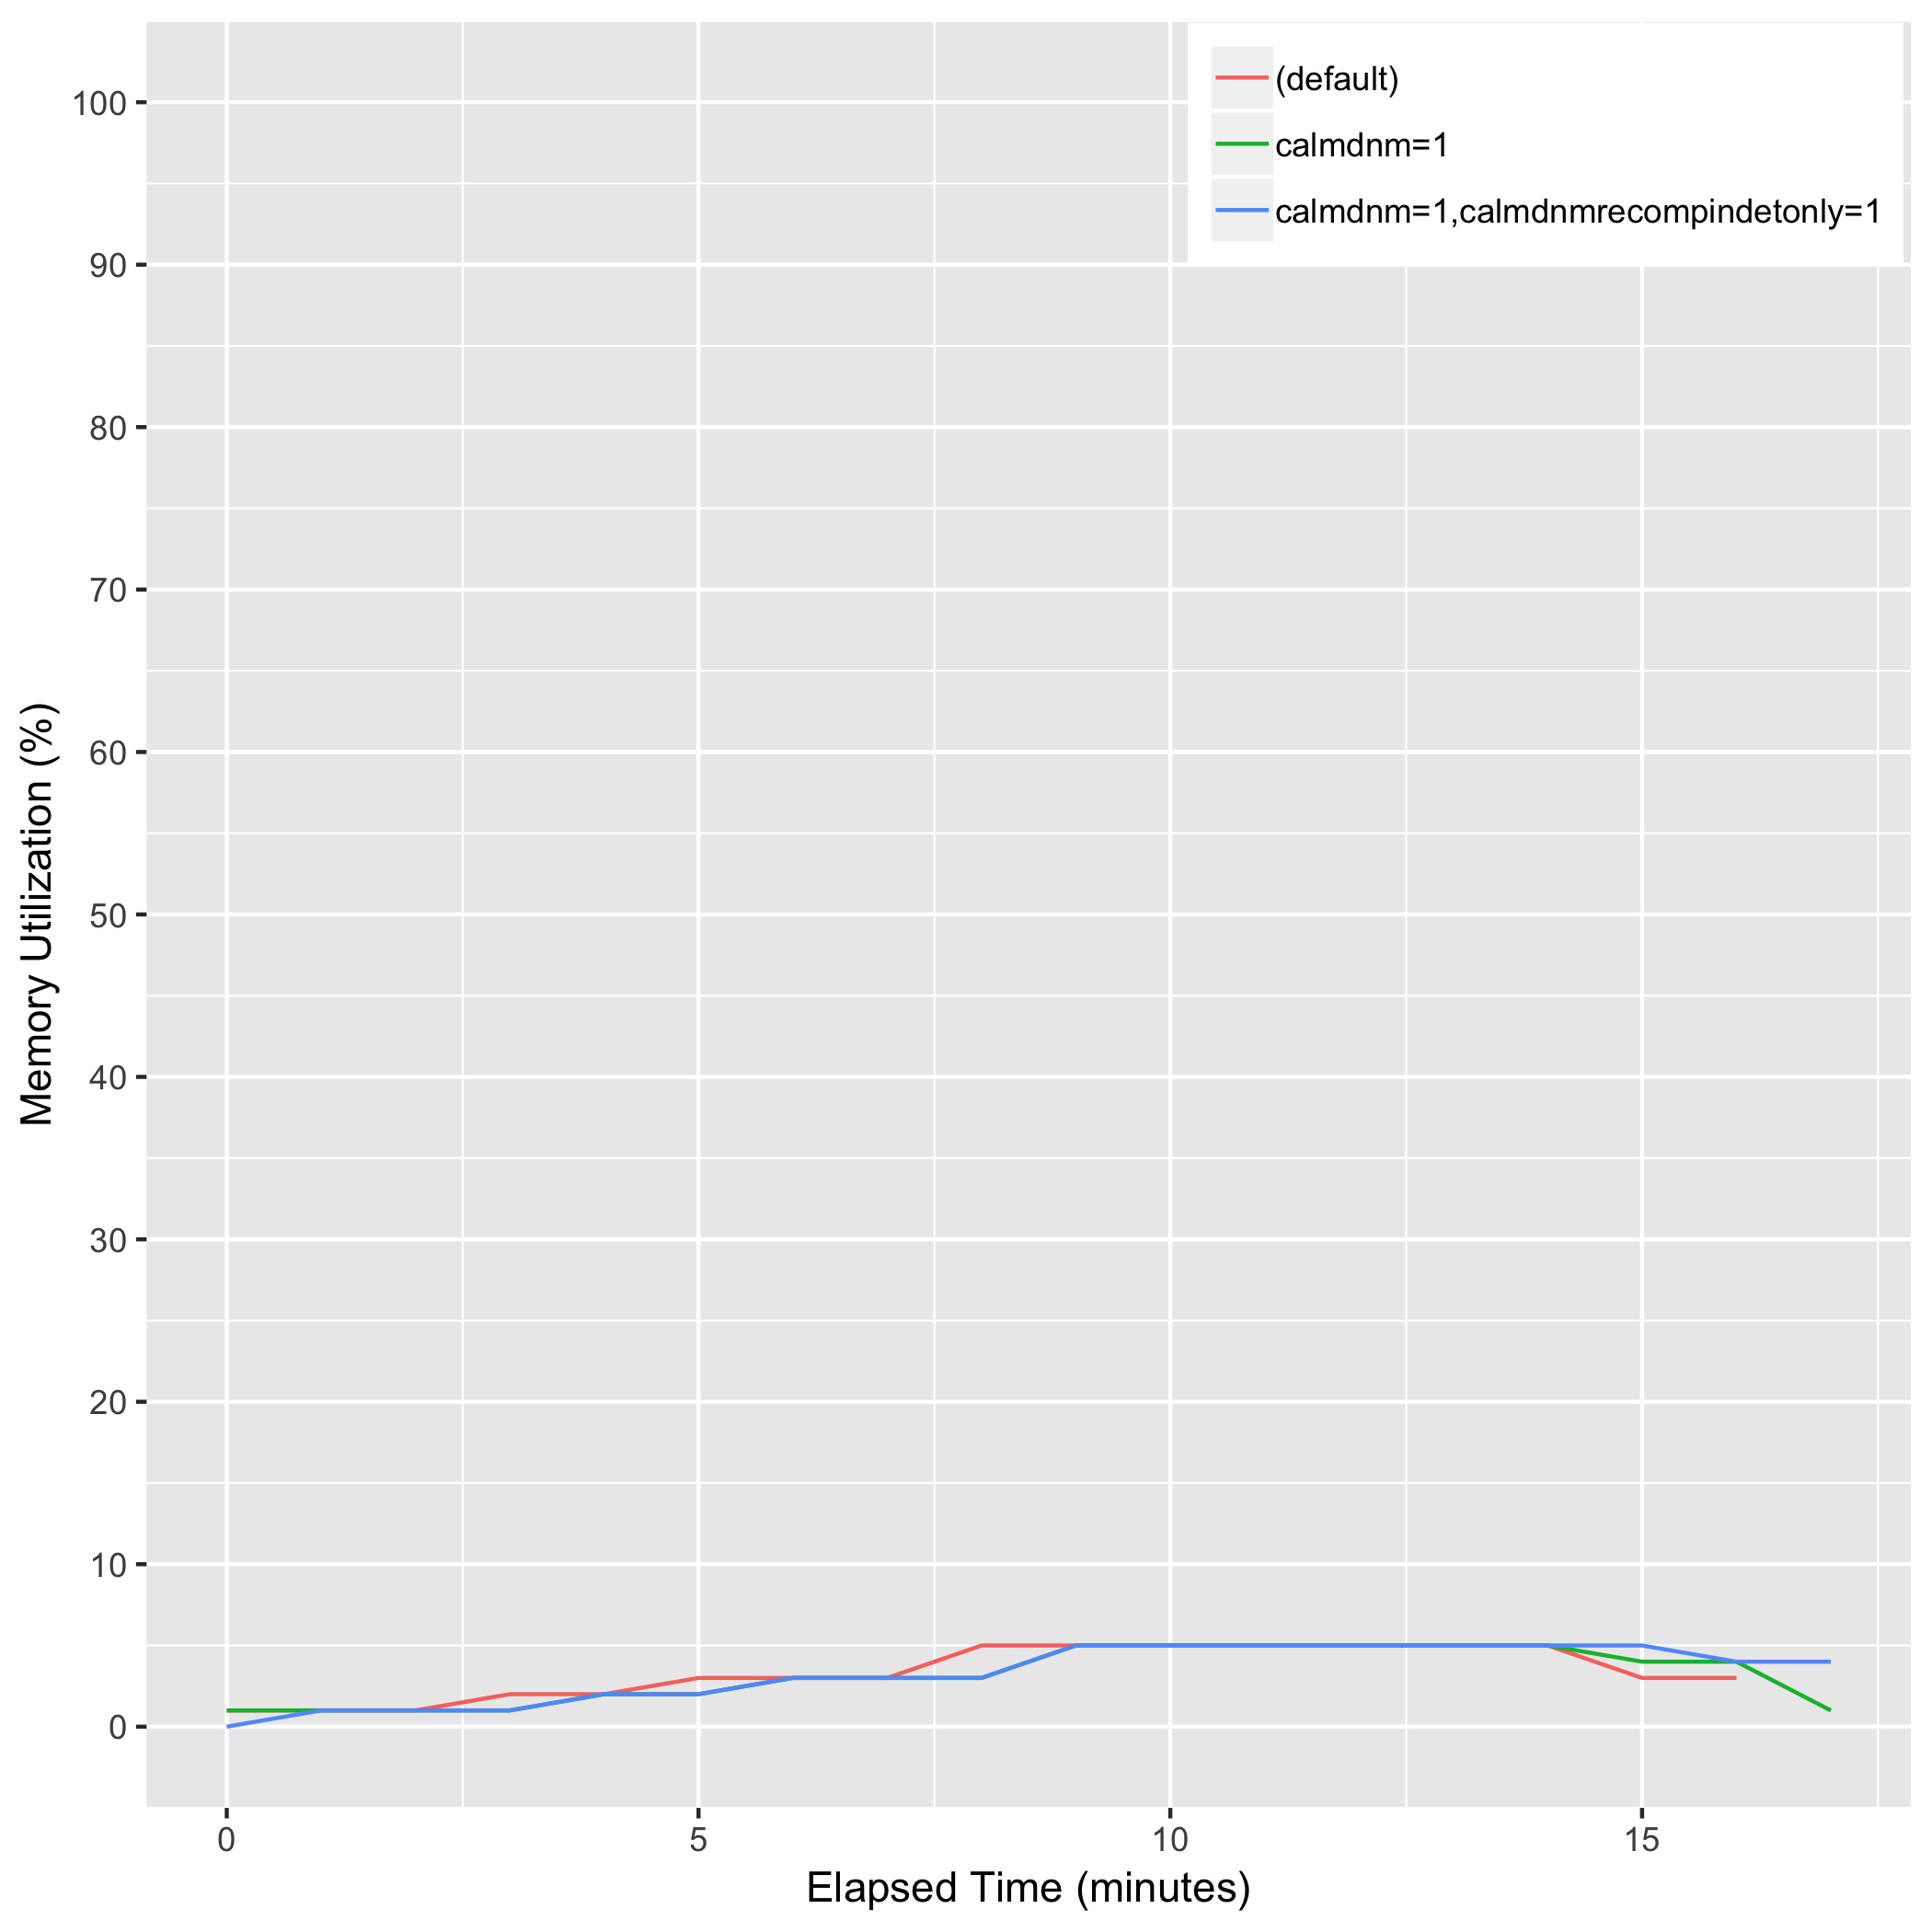 (default)
calmdnm=1
calmdnm=1,calmdnmrecompindetonly=1
100
90
80
70
60
50
40
30
20
10
0
Memory Utilization (%)
0 5 10 15
Elapsed Time (minutes)